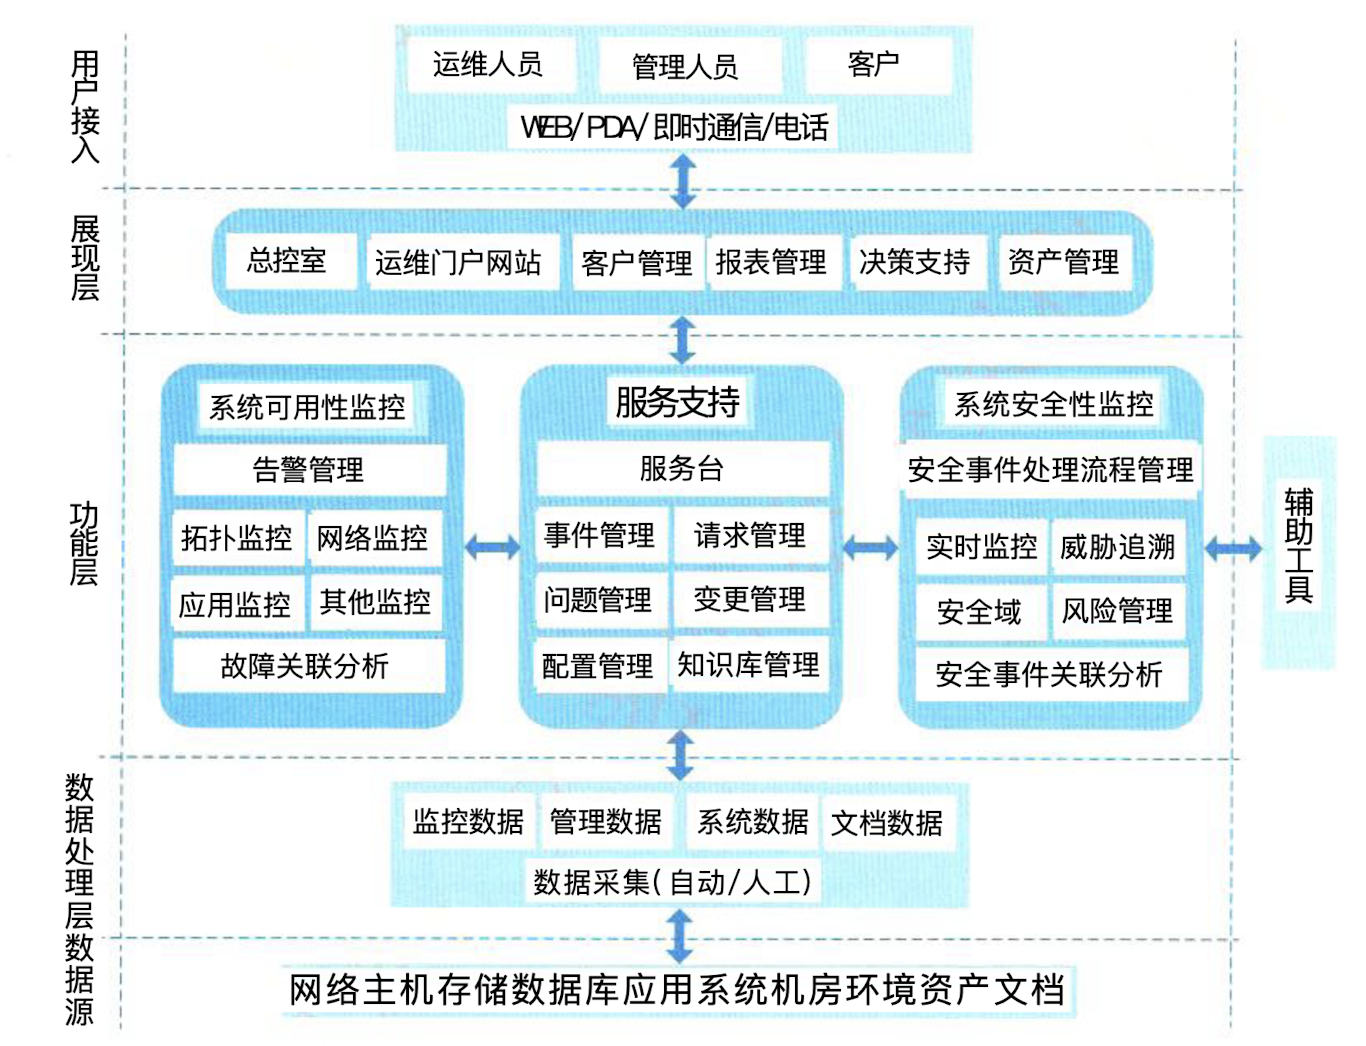 用户接入
运维人员
管理人员
客户
WEB/PDA/即时通信/电话
展现层
总控室
运维门户网站
客户管理
报表管理
决策支持
资产管理
功能层
系统可用性监控
告警管理
拓扑监控
网络监控
应用监控
其他监控
故障关联分析
服务支持
服务台
事件管理
请求管理
问题管理
变更管理
配置管理
知识库管理
系统安全性监控
安全事件处理流程管理
实时监控
威胁追溯
安全域
风险管理
安全事件关联分析
辅助工具
数据处理层
监控数据
管理数据
系统数据
文档数据
数据采集(自动/人工)
数据源
网络主机存储数据库应用系统机房环境资产文档